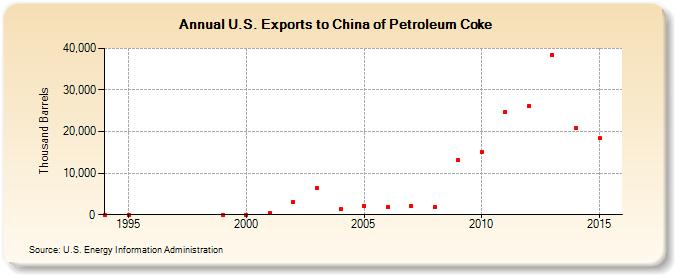 Annual U.S. Exports to China of Petroleum Coke
Thousand Barrels
40,000
30,000
20,000
10,000
0
1995 2000 2005 2010 2015
Source: U.S. Energy Information Administration